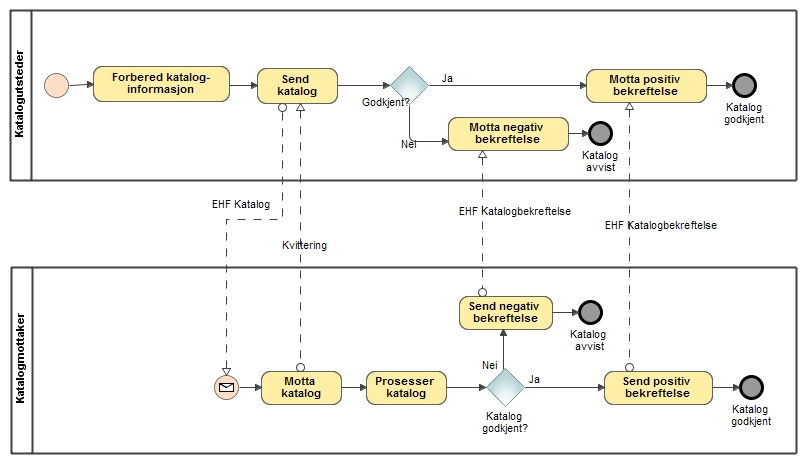 Katalogutsteder
Forbered katalog-
informasjon
Send
katalog
Godkjent?
Ja
Nei
Motta positiv
bekreftelse
Katalog
godkjent
Motta negativ
bekreftelse
Katalog
avvist
EHF Katalog
Kvittering
EHF Katalogbekreftelse
EHF Katalogbekreftelse
Katalogmottaker
Send negativ
bekreftelse
Katalog
avvist
Nei
Motta
katalog
Prosesser
katalog
Katalog
godkjent?
Ja
Send positiv
bekreftelse
Katalog
godkjent